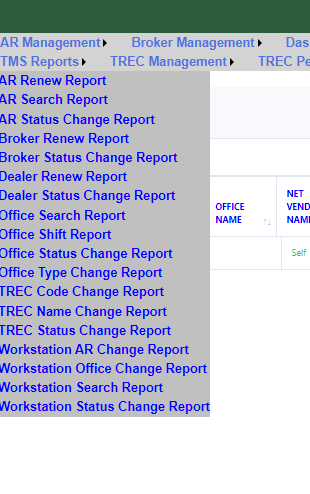 AR Management Broker Management Das
TMS Reports TREC Management TREC Pe
AR Renew Report
AR Search Report
AR Status Change Report
Broker Renew Report
Broker Status Change Report
Dealer Renew Report
Dealer Status Change Report
Office Search Report
Office Shift Report
Office Status Change Report
Office Type Change Report
TREC Code Change Report
TREC Name Change Report
TREC Status Change Report
Workstation AR Change Report
Workstation Office Change Report
Workstation Search Report
Workstation Status Change Report
OFFICE
NAME
NET
VEND
NAM
Self